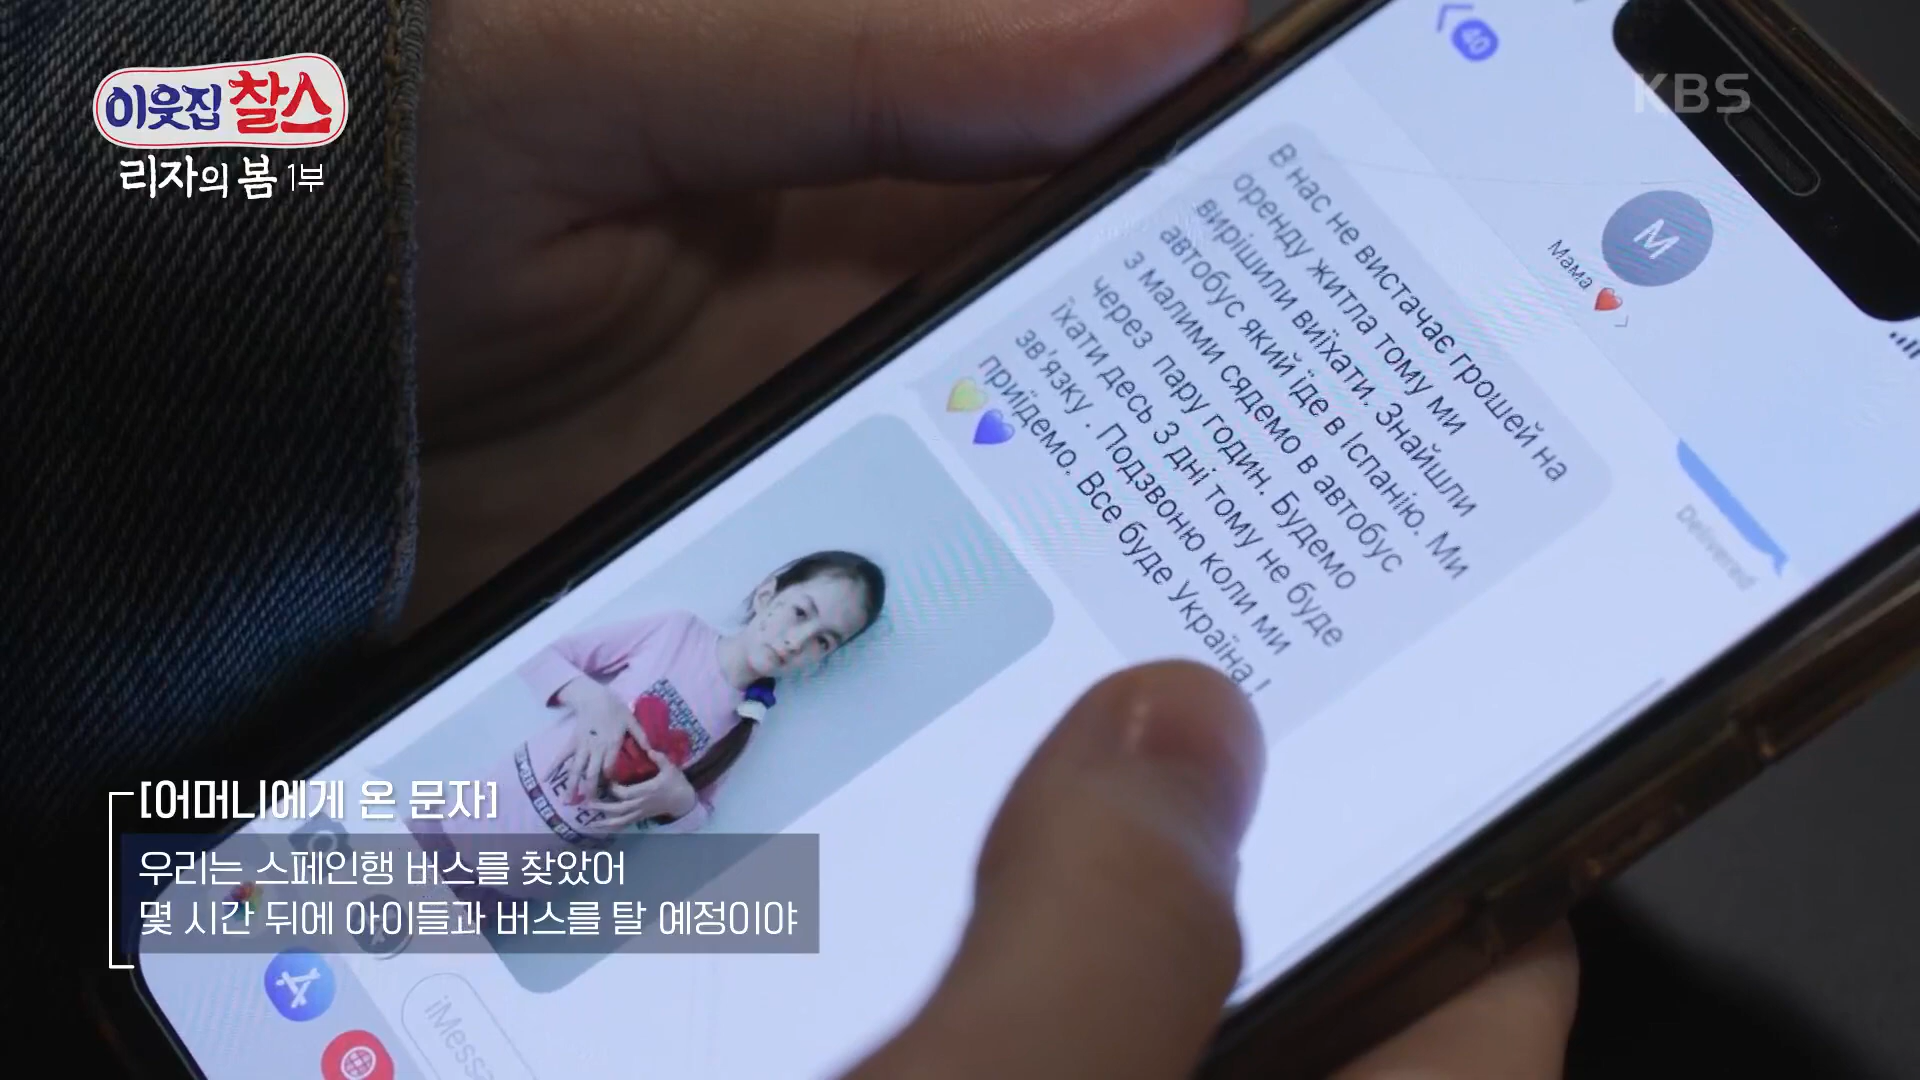 이웃집 찰스
리자의 봄 1부
KBS
40
M
Мама ❤️
Delivered
В нас не вистачає грошей на
оренду житла тому ми
вирішили виїхати. Знайшли
автобус який їде в Іспанію. Ми
з малими сядемо в автобус
через пару годин. Будемо
їхати десь 3 дні тому не буде
зв'язку . Подзвоню коли ми
приїдемо. Все буде Україна !
💛💙
[어머니에게 온 문자]
우리는 스페인행 버스를 찾았어
몇 시간 뒤에 아이들과 버스를 탈 예정이야